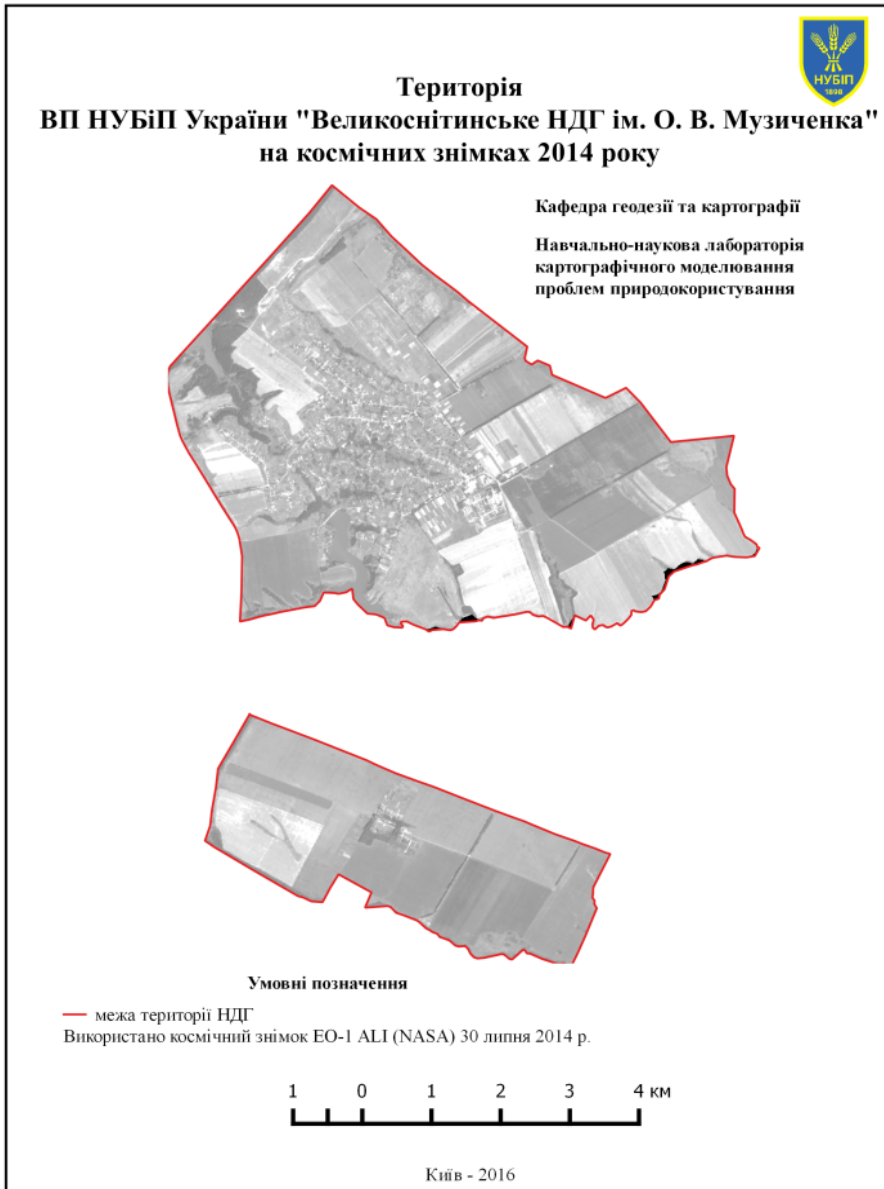 НУБІП
1898
Територія
ВП НУБіП України "Великоснітинське НДГ ім. О. В. Музиченка"
на космічних знімках 2014 року
Кафедра геодезії та картографії
Навчально-наукова лабораторія
картографічного моделювання
проблем природокористування
Умовні позначення
межа території НДГ
Використано космічний знімок EO-1 ALI (NASA) 30 липня 2014 р.
1 0 1 2 3 4 км
Київ - 2016